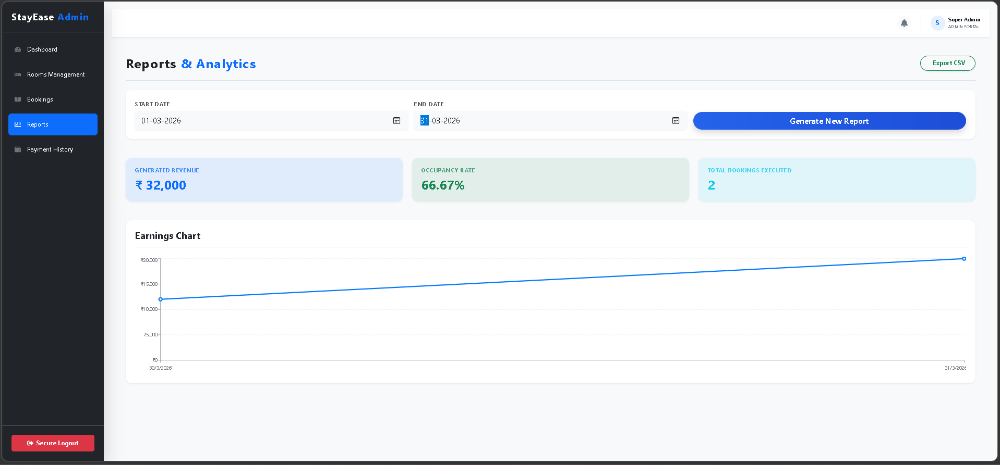 StayEase Admin
Dashboard
Rooms Management
Bookings
Reports
Payment History
Secure Logout
S
Super Admin
ADMIN PORTAL
Reports & Analytics
Export CSV
START DATE
01-03-2026
END DATE
31-03-2026
Generate New Report
GENERATED REVENUE
₹ 32,000
OCCUPANCY RATE
66.67%
TOTAL BOOKINGS EXECUTED
2
Earnings Chart
₹20,000
₹15,000
₹10,000
₹5,000
₹0
30/3/2026
31/3/2026